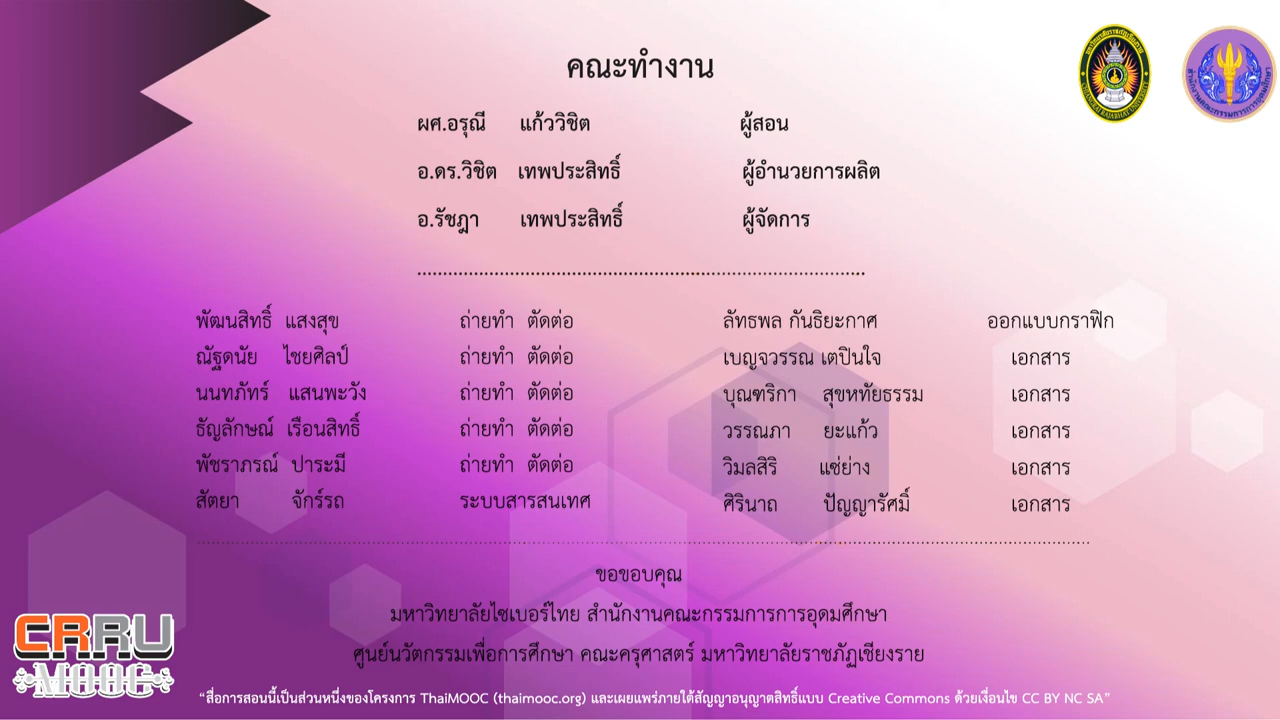 คณะทำงาน
ผศ.อรุณี แก้ววิชิต ผู้สอน
อ.ดร.วิชิต เทพประสิทธิ์ ผู้อำนวยการผลิต
อ.รัชฎา เทพประสิทธิ์ ผู้จัดการ
พัฒนสิทธิ์ แสงสุข ถ่ายทำ ตัดต่อ ลัทธพล กันธิยะกาศ ออกแบบกราฟิก
ณัฐดนัย ไชยศิลป์ ถ่ายทำ ตัดต่อ เบญจวรรณ เตปินใจ เอกสาร
นนทภัทร์ แสนพะวัง ถ่ายทำ ตัดต่อ บุณฑริกา สุขหทัยธรรม เอกสาร
ธัญลักษณ์ เรือนสิทธิ์ ถ่ายทำ ตัดต่อ วรรณภา ยะแก้ว เอกสาร
พัชราภรณ์ ปาระมี ถ่ายทำ ตัดต่อ วิมลสิริ แซ่ย่าง เอกสาร
สัตยา จักร์รถ ระบบสารสนเทศ ศิรินาถ ปัญญารัศมิ์ เอกสาร
ขอขอบคุณ
มหาวิทยาลัยไซเบอร์ไทย สำนักงานคณะกรรมการการอุดมศึกษา
ศูนย์นวัตกรรมเพื่อการศึกษา คณะครุศาสตร์ มหาวิทยาลัยราชภัฏเชียงราย
CRRU
MOOC
“สื่อการสอนนี้เป็นส่วนหนึ่งของโครงการ ThaiMOOC (thaimooc.org) และเผยแพร่ภายใต้สัญญาอนุญาตสิทธิ์แบบ Creative Commons ด้วยเงื่อนไข CC BY NC SA”